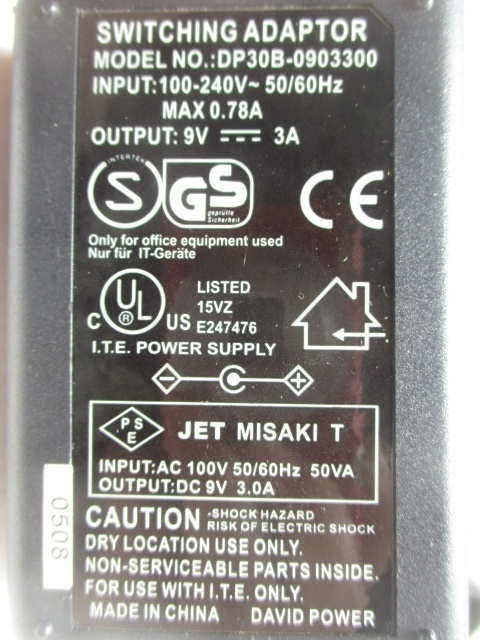 SWITCHING ADAPTOR
MODEL NO.:DP30B-0903300
INPUT:100-240V~ 50/60Hz
MAX 0.78A
OUTPUT: 9V ⎓ 3A
INTERTEK
S
GS
geprüfte
Sicherheit
CE
Only for office equipment used
Nur für IT-Geräte
C UL ® US
LISTED
15VZ
E247476
I.T.E. POWER SUPPLY
- C +
PSE
JET MISAKI T
INPUT:AC 100V 50/60Hz 50VA
OUTPUT:DC 9V 3.0A
CAUTION -SHOCK HAZARD
RISK OF ELECTRIC SHOCK
DRY LOCATION USE ONLY.
NON-SERVICEABLE PARTS INSIDE.
FOR USE WITH I.T.E. ONLY.
MADE IN CHINA DAVID POWER
0508